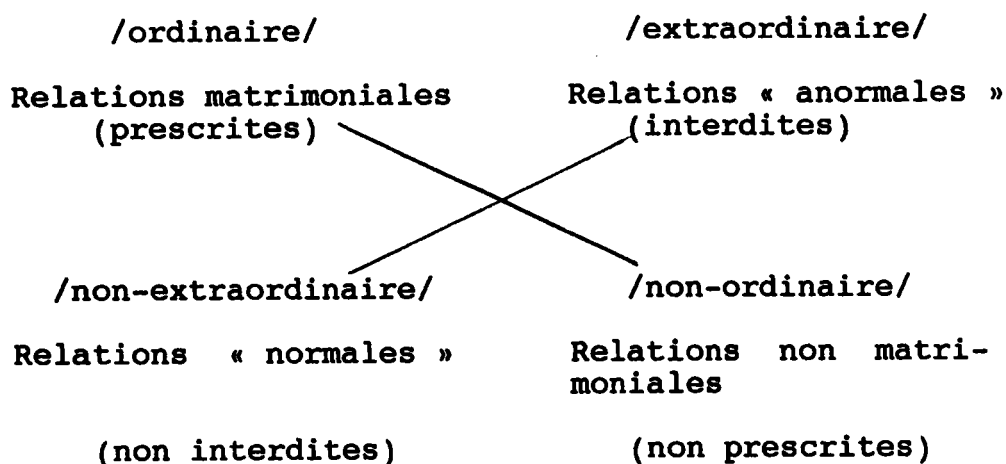 /ordinaire/ /extraordinaire/
Relations matrimoniales Relations « anormales »
(prescrites) (interdites)
/non-extraordinaire/ /non-ordinaire/
Relations « normales » Relations non matri-
moniales
(non interdites) (non prescrites)